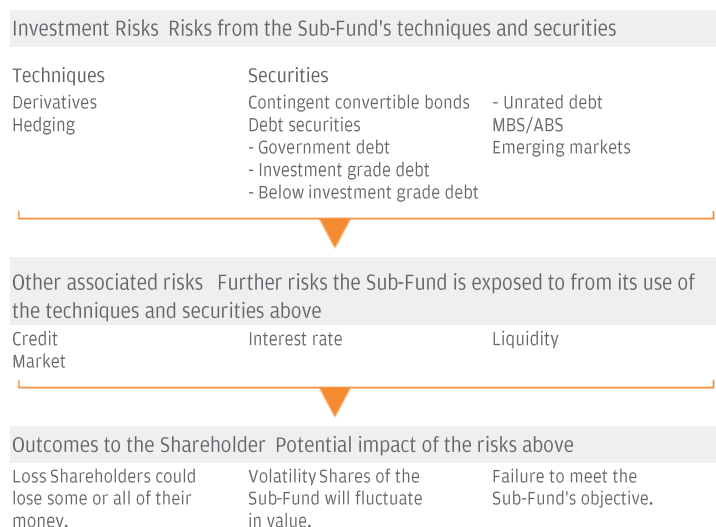 Investment Risks Risks from the Sub-Fund's techniques and securities
Techniques
Derivatives
Hedging
Securities
Contingent convertible bonds
Debt securities
- Government debt
- Investment grade debt
- Below investment grade debt
- Unrated debt
MBS/ABS
Emerging markets
Other associated risks Further risks the Sub-Fund is exposed to from its use of
the techniques and securities above
Credit
Market
Interest rate
Liquidity
Outcomes to the Shareholder Potential impact of the risks above
Loss Shareholders could
lose some or all of their
money.
Volatility Shares of the
Sub-Fund will fluctuate
in value.
Failure to meet the
Sub-Fund's objective.